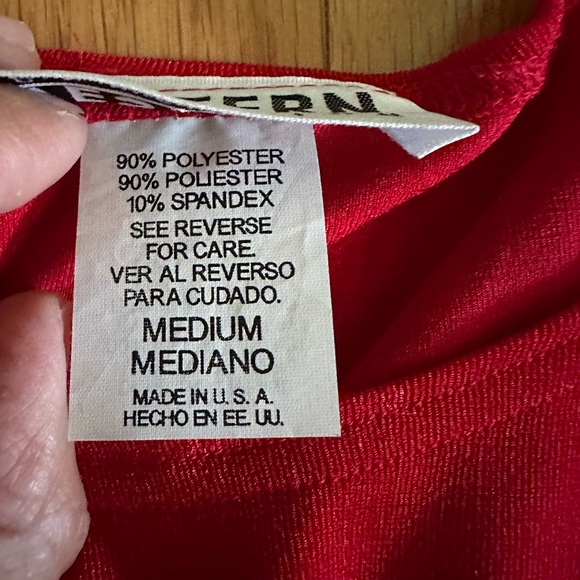 90% POLYESTER
90% POLIESTER
10% SPANDEX
SEE REVERSE
FOR CARE.
VER AL REVERSO
PARA CUDADO.
MEDIUM
MEDIANO
MADE IN U. S. A.
HECHO EN EE. UU.